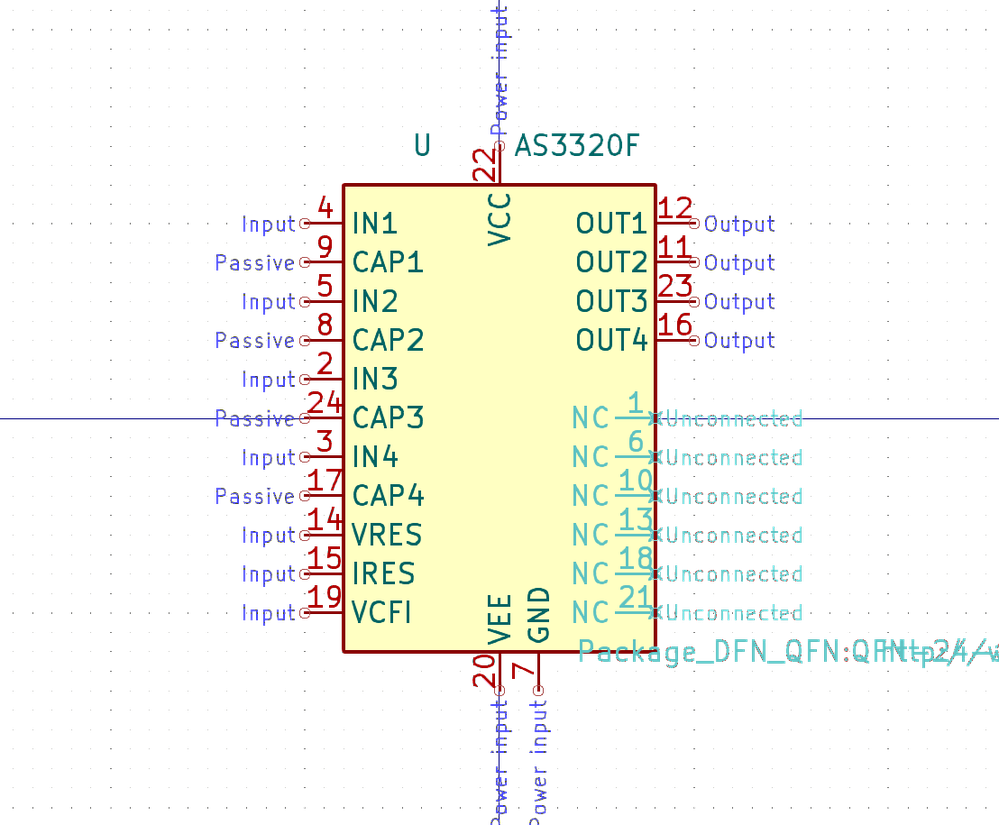 Power input
U AS3320F
22
VCC
Input 4 IN1 OUT1 12 Output
Passive 9 CAP1 OUT2 11 Output
Input 5 IN2 OUT3 23 Output
Passive 8 CAP2 OUT4 16 Output
Input 2 IN3
Passive 24 CAP3 NC 1 Unconnected
Input 3 IN4 NC 6 Unconnected
Passive 17 CAP4 NC 10 Unconnected
Input 14 VRES NC 13 Unconnected
Input 15 IRES NC 18 Unconnected
Input 19 VCFI NC 21 Unconnected
VEE GND
Package_DFN_QFN:
20 7
Power input Power input